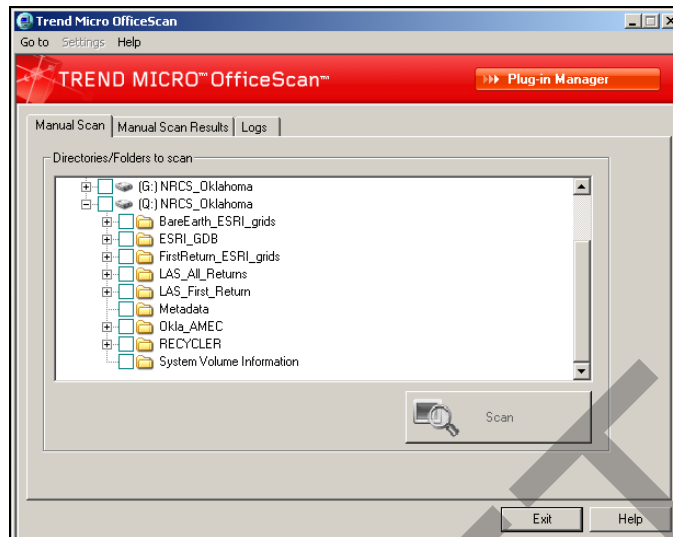 Trend Micro OfficeScan
Go to Settings Help
TREND MICRO™ OfficeScan™
Plug-in Manager
Manual Scan Manual Scan Results Logs
Directories/Folders to scan
(G:) NRCS_Oklahoma
(Q:) NRCS_Oklahoma
BareEarth_ESRI_grids
ESRI_GDB
FirstReturn_ESRI_grids
LAS_All_Returns
LAS_First_Return
Metadata
Okla_AMEC
RECYCLER
System Volume Information
Scan
Exit Help